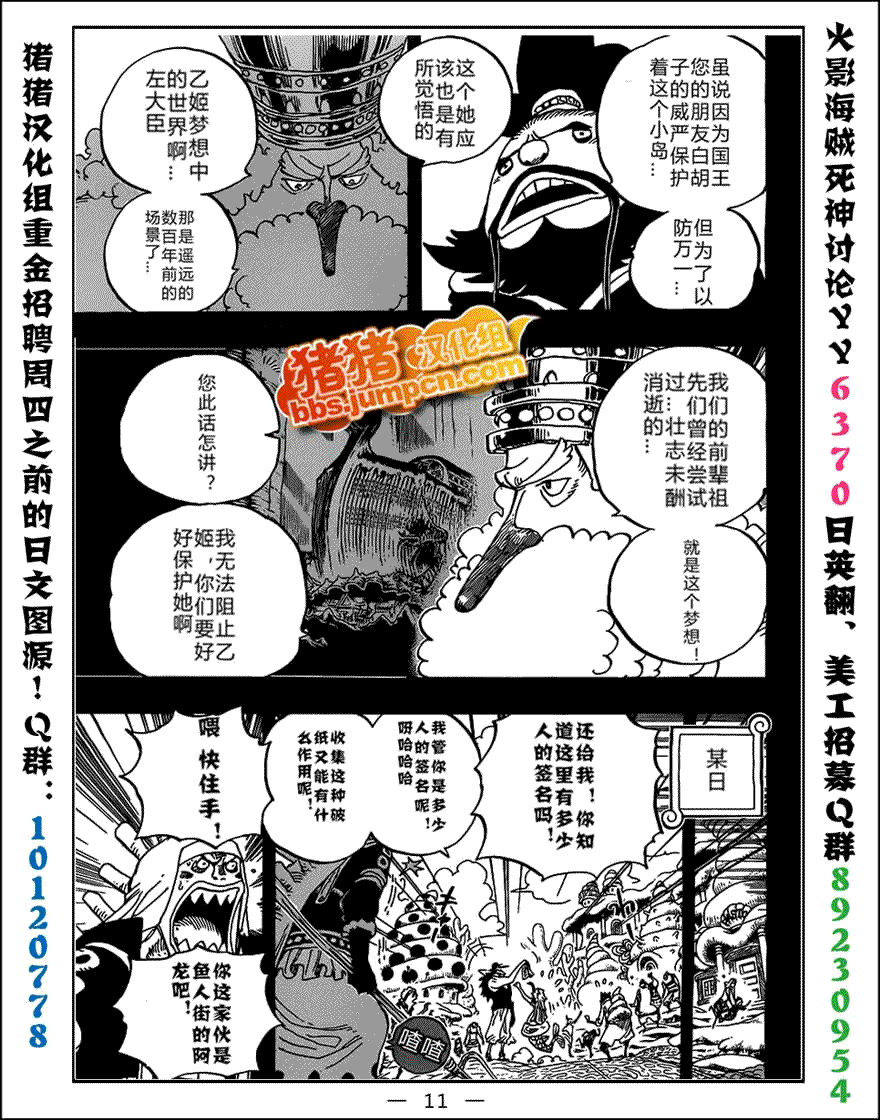 火影海贼死神讨论YY6370日英翻、美工招募Q群89230954
虽说因为国王
您的朋友白胡
子的威严保护
着这个小岛…
但为了以
防万一…
这个她应
该也是有
所觉悟的
乙姬梦想中
的世界啊…
左大臣
那是遥远的
数百年前的
场景了…
我们的前辈祖
先们曾经尝试
过…壮志未酬
消逝的…
就是这个梦想！
猪猪汉化组
bbs.jumpcn.com
您此话怎讲？
我无法阻止乙
姬，你们要好
好保护她啊
某日
还给我！你知
道这里有多少
人的签名吗！
我管你是多少
人的签名呢！
呀哈哈哈
收集这种破
纸又能有什
么作用呢！
喳喳
喂 快住手！
你这家伙是
鱼人街的阿
龙吧！
猪猪汉化组重金招聘周四之前的日文图源！Q群：10120778
— 11 —